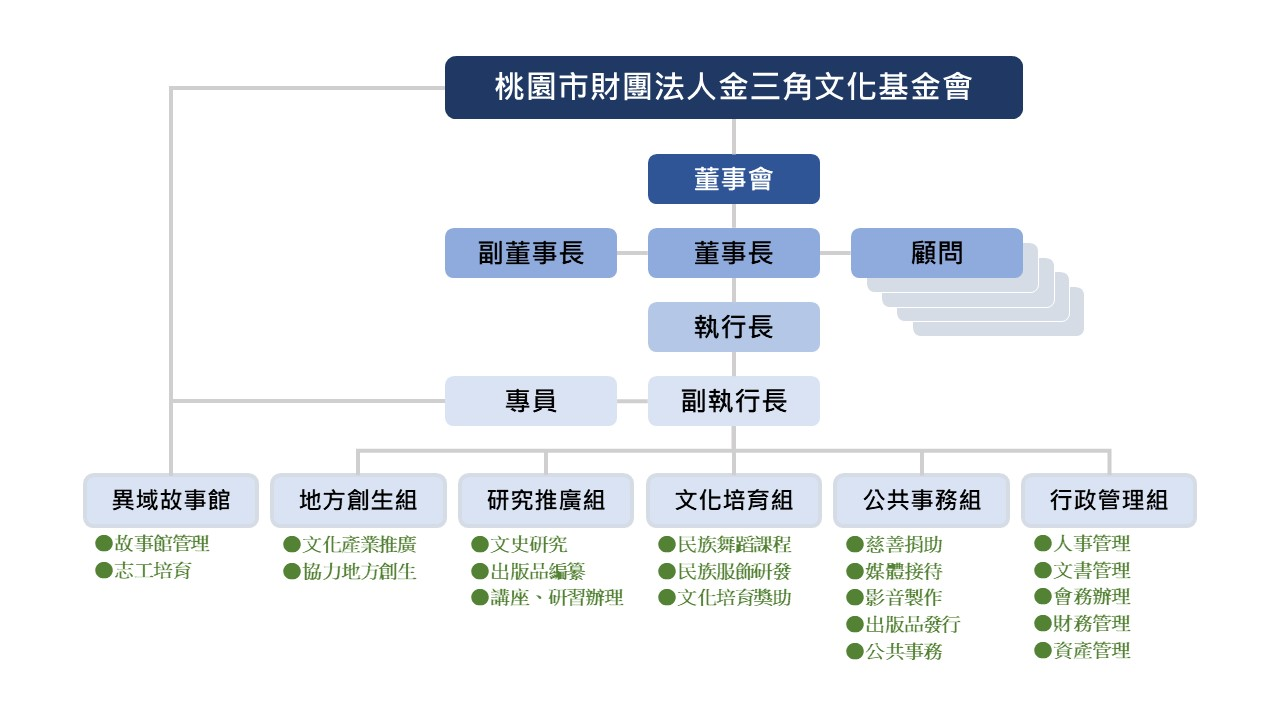 桃園市財團法人金三角文化基金會
董事會
副董事長
董事長
顧問
執行長
專員
副執行長
異域故事館
●故事館管理
●志工培育
地方創生組
●文化產業推廣
●協力地方創生
研究推廣組
●文史研究
●出版品編纂
●講座、研習辦理
文化培育組
●民族舞蹈課程
●民族服飾研發
●文化培育獎助
公共事務組
●慈善捐助
●媒體接待
●影音製作
●出版品發行
●公共事務
行政管理組
●人事管理
●文書管理
●會務辦理
●財務管理
●資產管理